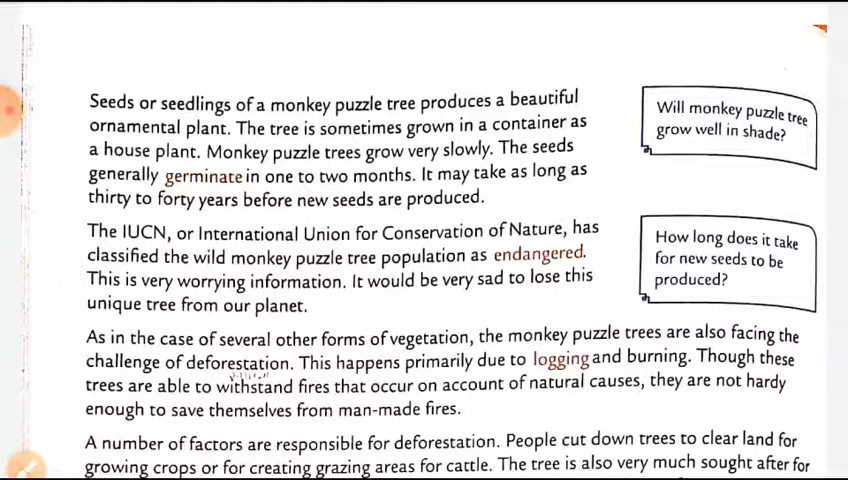 Seeds or seedlings of a monkey puzzle tree produces a beautiful
ornamental plant. The tree is sometimes grown in a container as
a house plant. Monkey puzzle trees grow very slowly. The seeds
generally germinate in one to two months. It may take as long as
thirty to forty years before new seeds are produced.
Will monkey puzzle tree
grow well in shade?
The IUCN, or International Union for Conservation of Nature, has
classified the wild monkey puzzle tree population as endangered.
This is very worrying information. It would be very sad to lose this
unique tree from our planet.
How long does it take
for new seeds to be
produced?
As in the case of several other forms of vegetation, the monkey puzzle trees are also facing the
challenge of deforestation. This happens primarily due to logging and burning. Though these
trees are able to withstand fires that occur on account of natural causes, they are not hardy
enough to save themselves from man-made fires.
A number of factors are responsible for deforestation. People cut down trees to clear land for
growing crops or for creating grazing areas for cattle. The tree is also very much sought after for